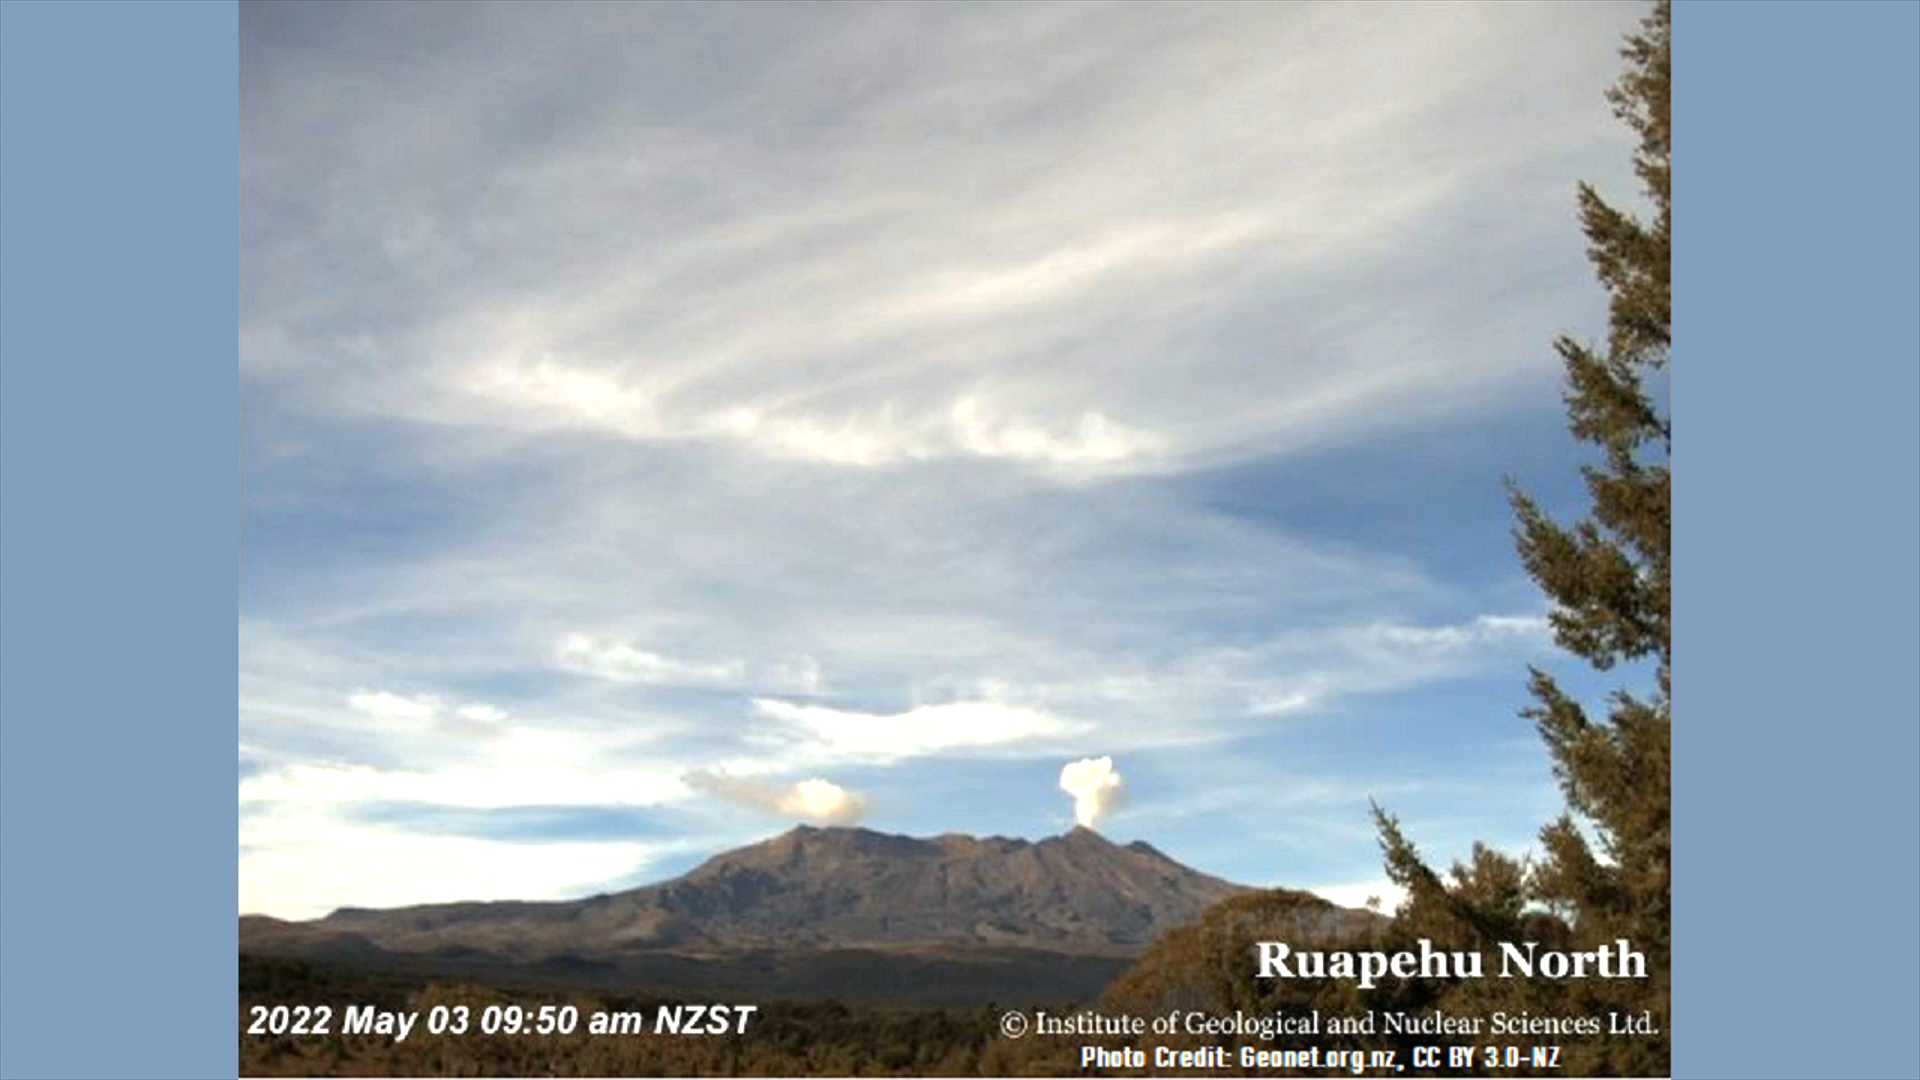 Ruapehu North
2022 May 03 09:50 am NZST
© Institute of Geological and Nuclear Sciences Ltd.
Photo Credit: Geonet.org.nz, CC BY 3.0-NZ